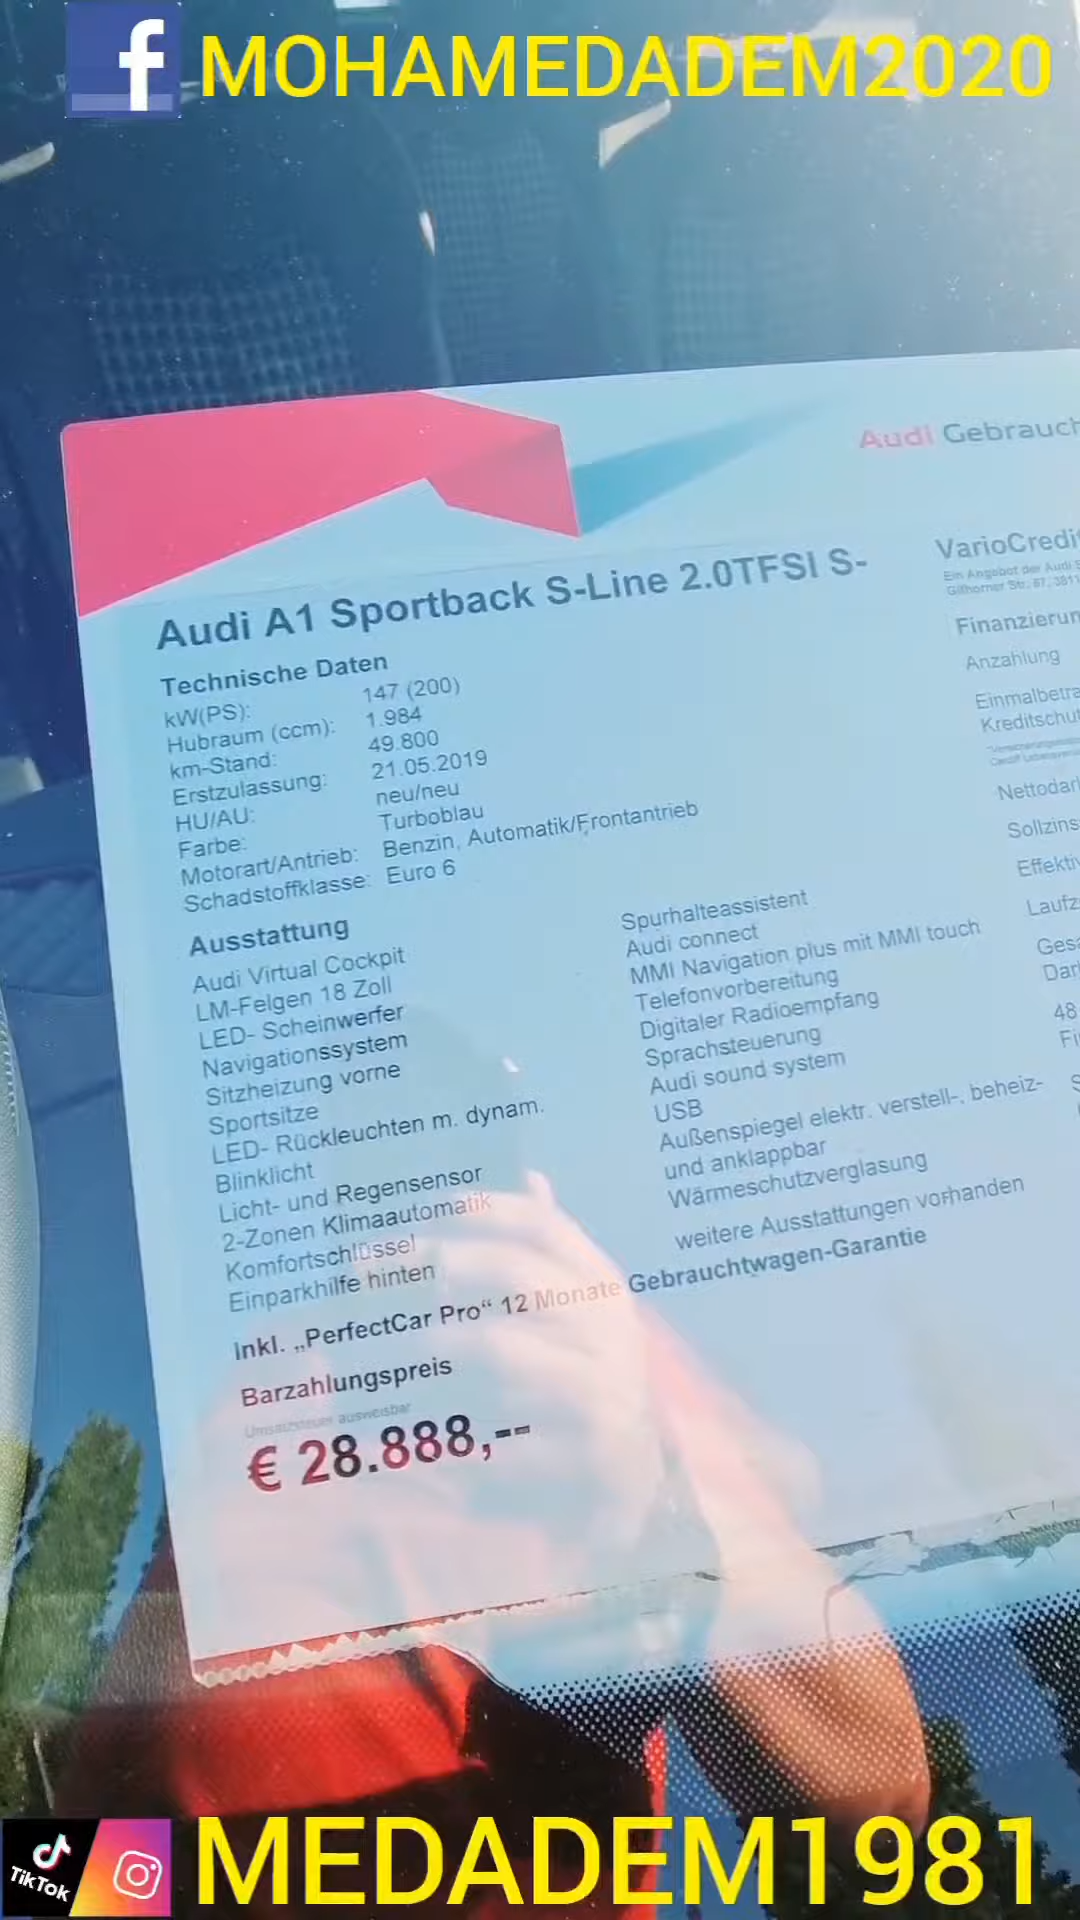 MOHAMEDADEM2020
Audi
Audi A1 Sportback S-Line 2.0TFSI S-
Technische Daten
kW(PS): 147 (200)
Hubraum (ccm): 1.984
km-Stand: 49.800
Erstzulassung: 21.05.2019
HU/AU: neu/neu
Farbe: Turboblau
Motorart/Antrieb: Benzin, Automatik/Frontantrieb
Schadstoffklasse: Euro 6
Ausstattung
Audi Virtual Cockpit
LM-Felgen 18 Zoll
LED- Scheinwerfer
Navigationssystem
Sitzheizung vorne
Sportsitze
LED- Rückleuchten m. dynam.
Blinklicht
Licht- und Regensensor
2-Zonen Klimaautomatik
Komfortschlüssel
Einparkhilfe hinten
Spurhalteassistent
Audi connect
MMI Navigation plus mit MMI touch
Telefonvorbereitung
Digitaler Radioempfang
Sprachsteuerung
Audi sound system
USB
Außenspiegel elektr. verstell-, beheiz-
und anklappbar
Wärmeschutzverglasung
weitere Ausstattungen vorhanden
Inkl. „PerfectCar Pro“ 12 Monate Gebrauchtwagen-Garantie
Barzahlungspreis
Umsatzsteuer ausweisbar
€ 28.888,--
Anzahlung
48
TikTok
MEDADEM1981